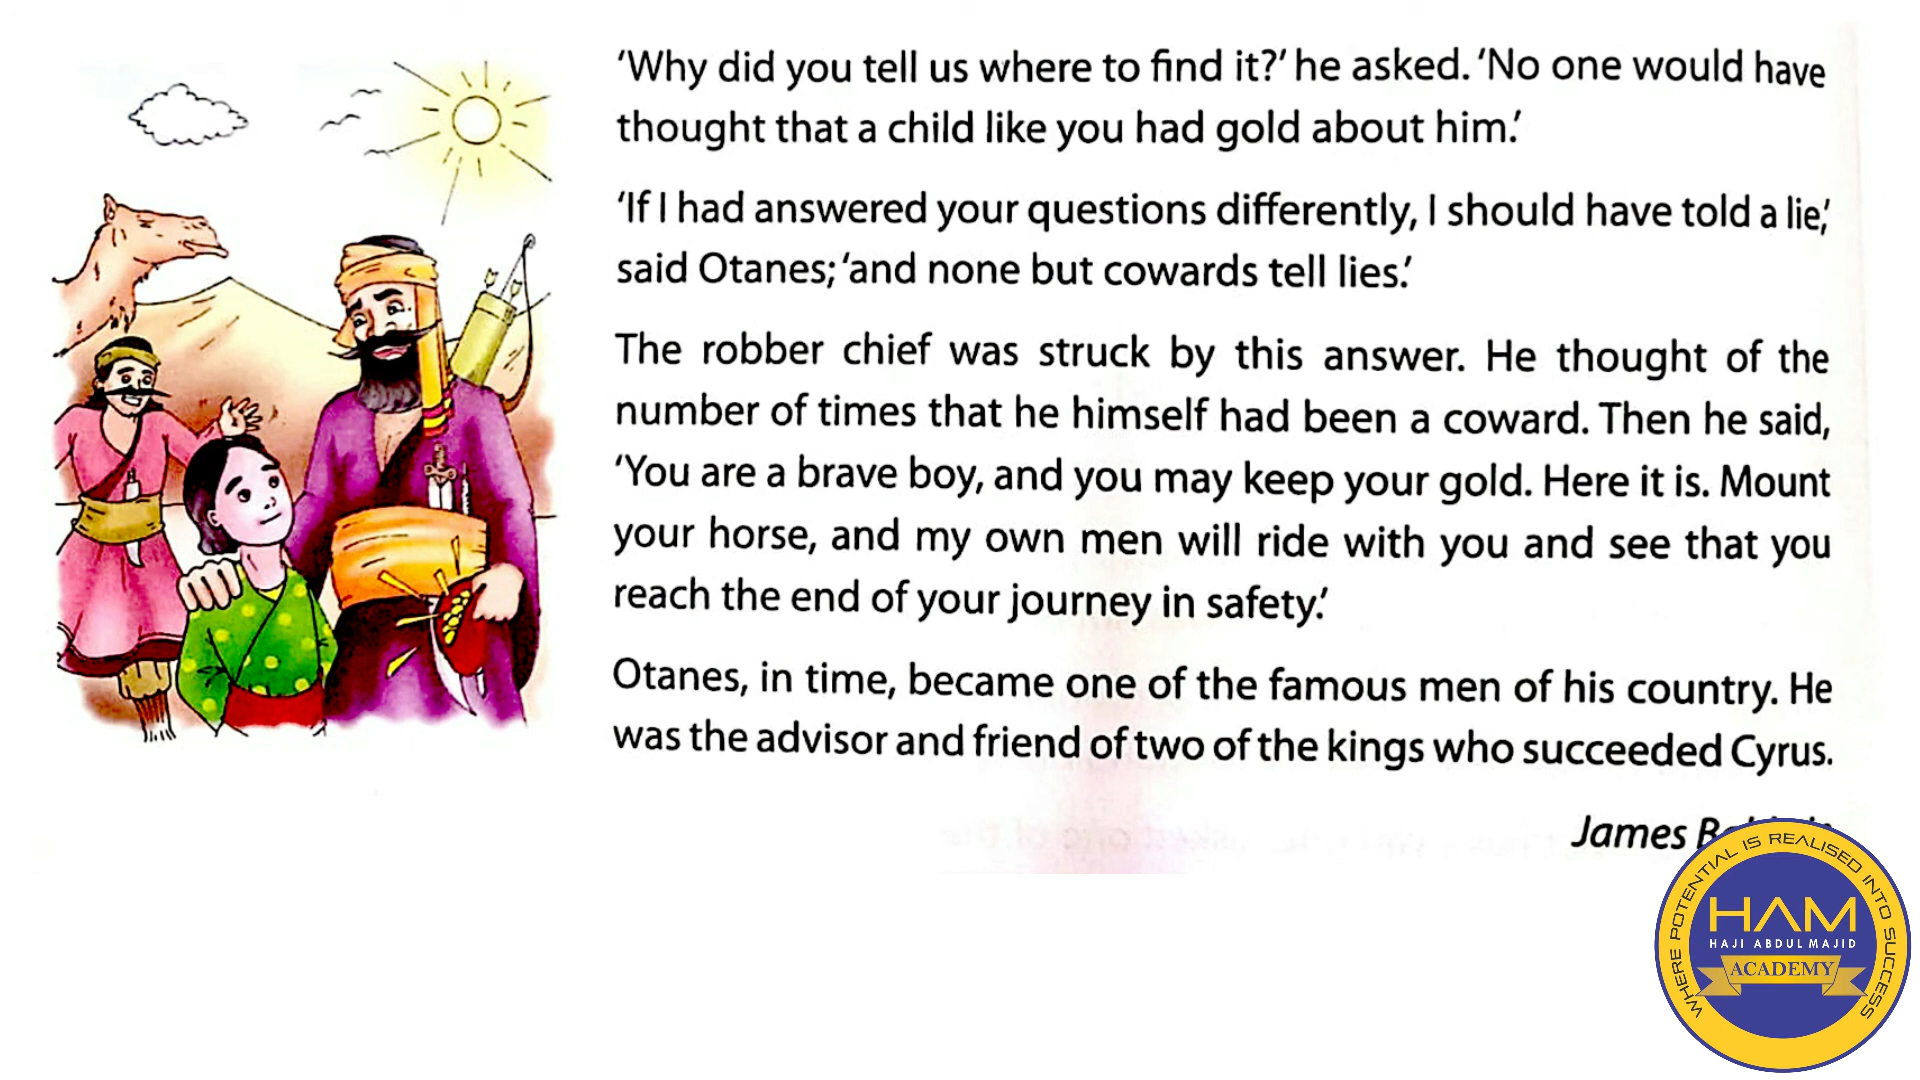 ‘Why did you tell us where to find it?’ he asked. ‘No one would have
thought that a child like you had gold about him.’
‘If I had answered your questions differently, I should have told a lie,’
said Otanes; ‘and none but cowards tell lies.’
The robber chief was struck by this answer. He thought of the
number of times that he himself had been a coward. Then he said,
‘You are a brave boy, and you may keep your gold. Here it is. Mount
your horse, and my own men will ride with you and see that you
reach the end of your journey in safety.’
Otanes, in time, became one of the famous men of his country. He
was the advisor and friend of two of the kings who succeeded Cyrus.
James
WHERE POTENTIAL IS REALISED INTO SUCCESS
HAM
HAJI ABDUL MAJID
ACADEMY